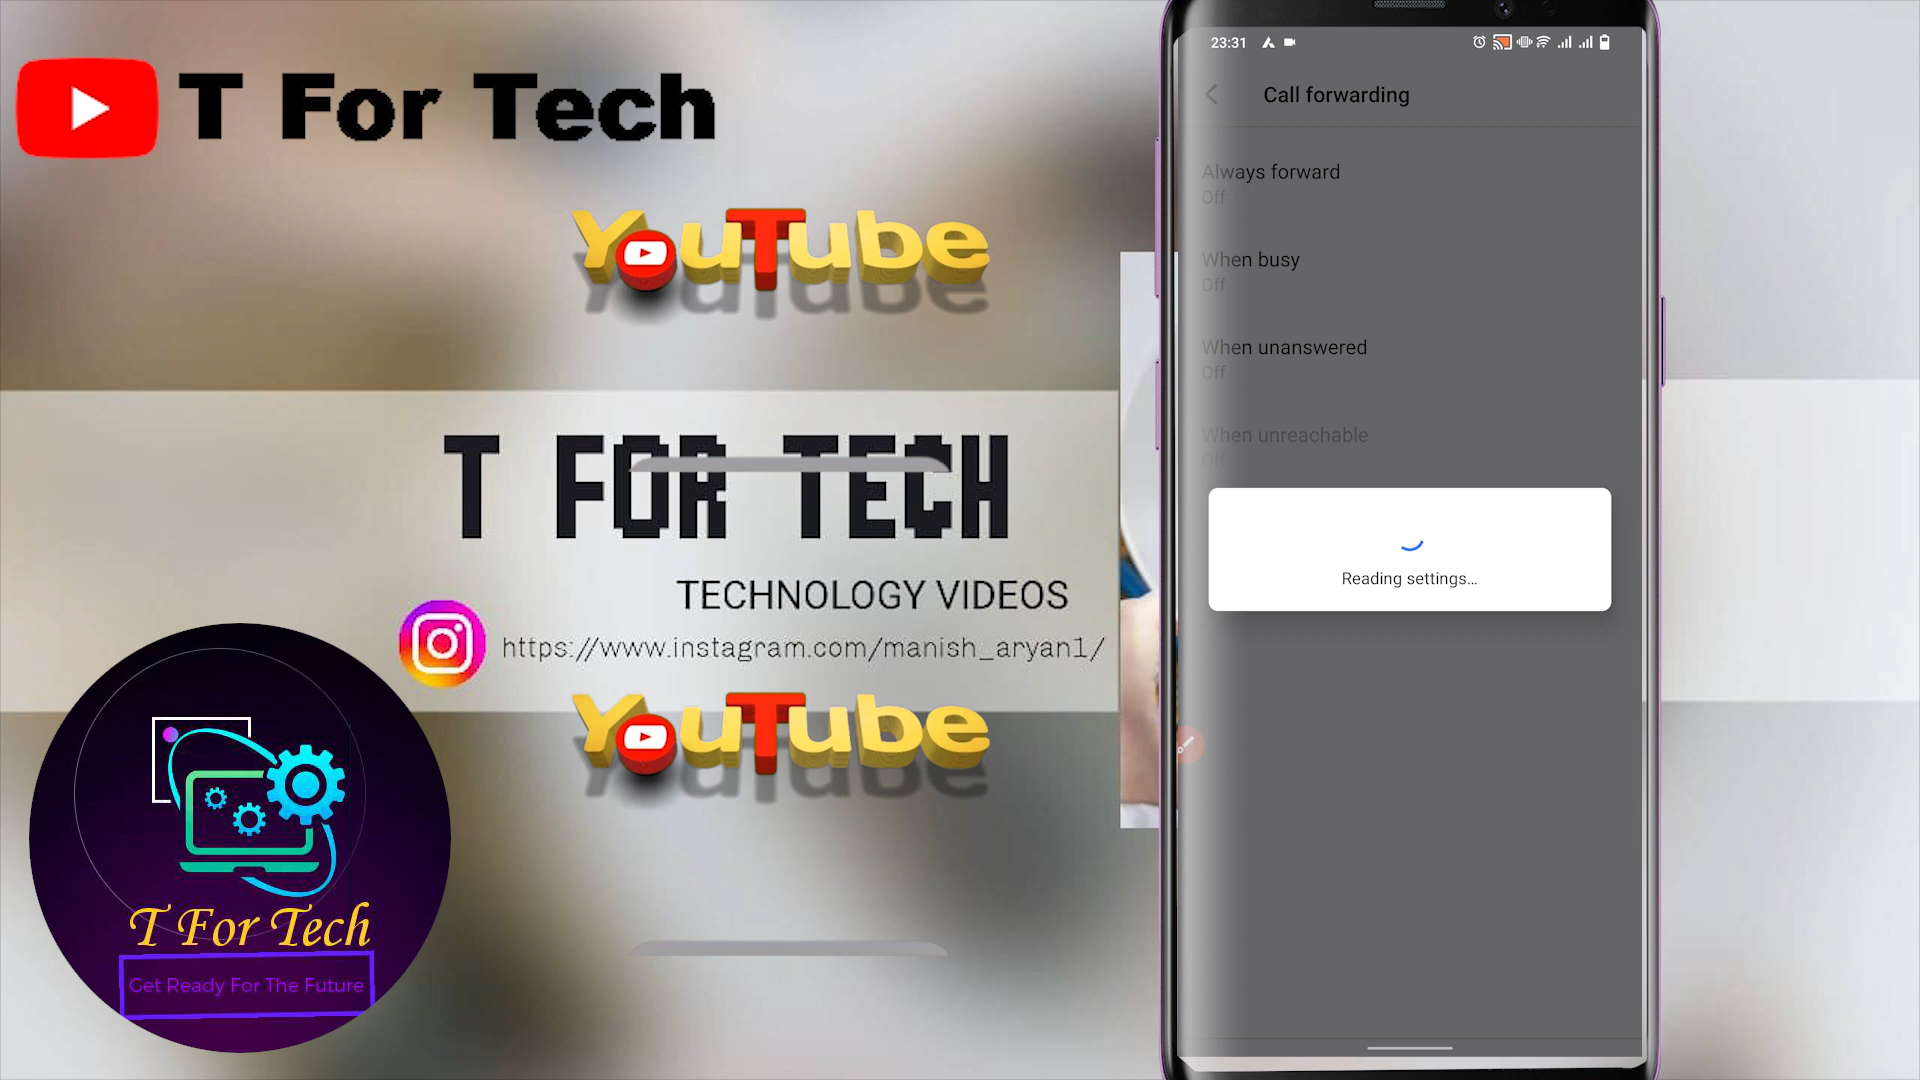 T For Tech
YouTube
T FOR TECH
TECHNOLOGY VIDEOS
https://www.instagram.com/manish_aryan1/
YouTube
T For Tech
Get Ready For The Future
23:31
Call forwarding
Always forward
Off
When busy
Off
When unanswered
Off
When unreachable
Off
Reading settings...